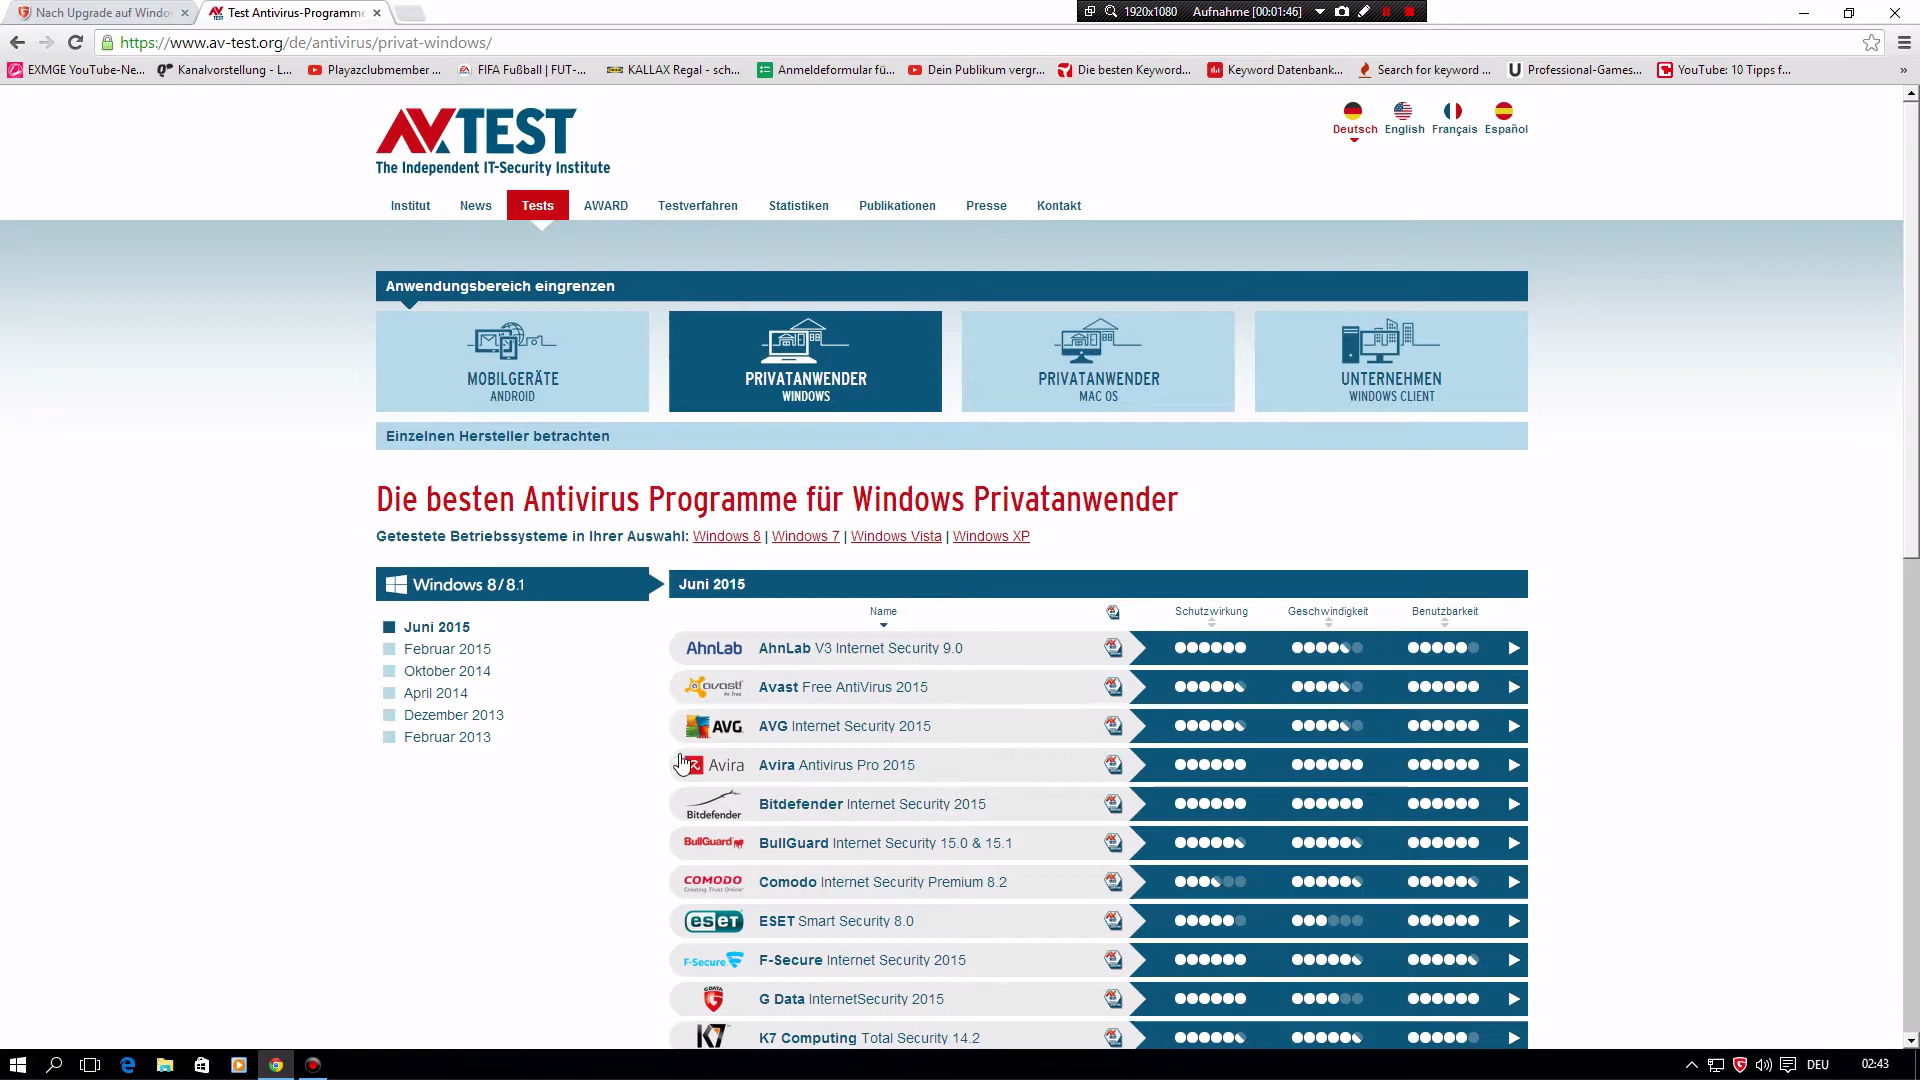 Nach Upgrade auf Windo
Test Antivirus-Programme
1920x1080 Aufnahme [00:01:46]
https://www.av-test.org/de/antivirus/privat-windows/
EXMGE YouTube-Ne... Kanalvorstellung - L... Playazclubmember ... FIFA Fußball | FUT-... KALLAX Regal - sch... Anmeldeformular fü... Dein Publikum vergr... Die besten Keyword... Keyword Datenbank... Search for keyword ... Professional-Games... YouTube: 10 Tipps f... »
AVTEST
The Independent IT-Security Institute
Deutsch English Français Español
Institut News Tests AWARD Testverfahren Statistiken Publikationen Presse Kontakt
Anwendungsbereich eingrenzen
MOBILGERÄTE
ANDROID
PRIVATANWENDER
WINDOWS
PRIVATANWENDER
MAC OS
UNTERNEHMEN
WINDOWS CLIENT
Einzelnen Hersteller betrachten
Die besten Antivirus Programme für Windows Privatanwender
Getestete Betriebssysteme in Ihrer Auswahl: Windows 8 | Windows 7 | Windows Vista | Windows XP
Windows 8/8.1
Juni 2015
Februar 2015
Oktober 2014
April 2014
Dezember 2013
Februar 2013
Juni 2015
Name Schutzwirkung Geschwindigkeit Benutzbarkeit
AhnLab AhnLab V3 Internet Security 9.0
avast! be free Avast Free AntiVirus 2015
AVG AVG Internet Security 2015
Avira Avira Antivirus Pro 2015
Bitdefender Bitdefender Internet Security 2015
BullGuard BullGuard Internet Security 15.0 & 15.1
COMODO Creating Trust Online Comodo Internet Security Premium 8.2
eseT ESET Smart Security 8.0
F-Secure F-Secure Internet Security 2015
G DATA G Data InternetSecurity 2015
K7 K7 Computing Total Security 14.2
DEU 02:43